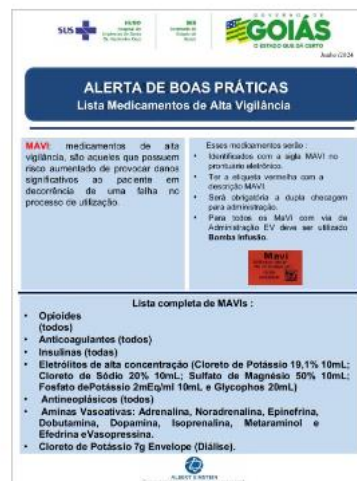 SUS
GOVERNO DE
GOIÁS
O ESTADO QUE DÁ CERTO
Junho/2024
ALERTA DE BOAS PRÁTICAS
Lista Medicamentos de Alta Vigilância
MAVI: medicamentos de alta
vigilância, são aqueles que possuem
risco aumentado de provocar danos
significativos ao paciente em
decorrência de uma falha no
processo de utilização.
Esses medicamentos serão :
• Identificados com a sigla MAVI no
prontuário eletrônico.
• Ter a etiqueta vermelha com a
descrição MAVI.
• Será obrigatória a dupla checagem
para administração.
• Para todos os MaVI com via de
Administração EV deve ser utilizado
Bomba Infusão.
Mavi
Lista completa de MAVIs :
• Opioides
(todos)
• Anticoagulantes (todos)
• Insulinas (todas)
• Eletrólitos de alta concentração (Cloreto de Potássio 19,1% 10mL;
Cloreto de Sódio 20% 10mL; Sulfato de Magnésio 50% 10mL;
Fosfato dePotássio 2mEq/ml 10mL e Glycophos 20mL)
• Antineoplásicos (todos)
• Aminas Vasoativas: Adrenalina, Noradrenalina, Epinefrina,
Dobutamina, Dopamina, Isoprenalina, Metaraminol e
Efedrina eVasopressina.
• Cloreto de Potássio 7g Envelope (Diálise).
ALBERT EINSTEIN